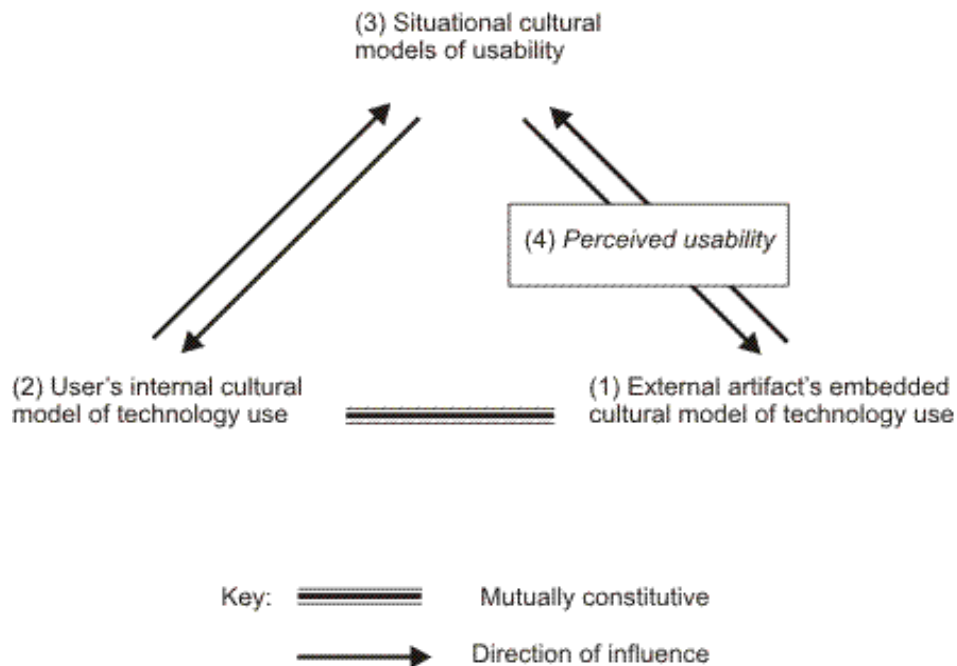 (3) Situational cultural
models of usability
(4) Perceived usability
(2) User's internal cultural
model of technology use
(1) External artifact's embedded
cultural model of technology use
Key:
Mutually constitutive
Direction of influence